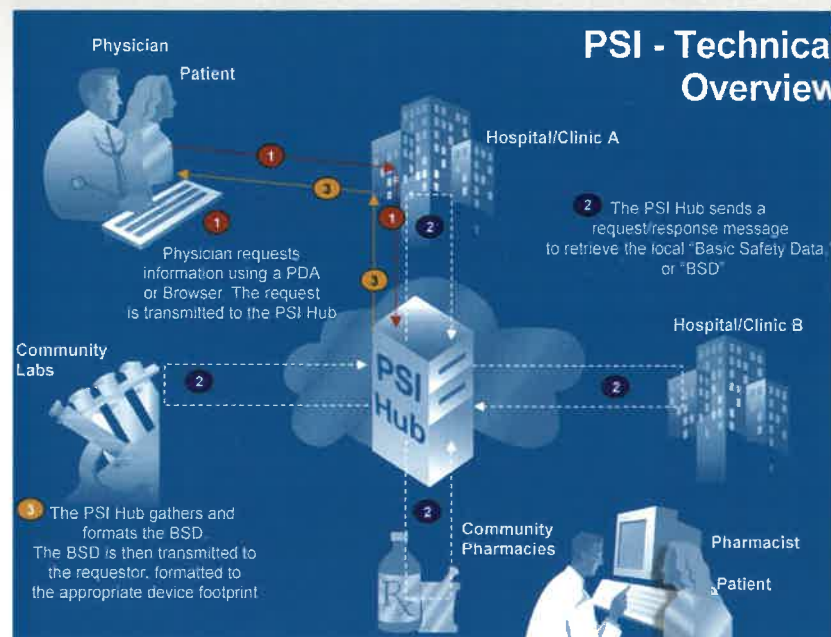 PSI - Technica
Overview
Physician
Patient
Hospital/Clinic A
1
3
1
3
2
1
Physician requests
information using a PDA
or Browser. The request
is transmitted to the PSI Hub
2 The PSI Hub sends a
request/response message
to retrieve the local "Basic Safety Data,
or "BSD"
Hospital/Clinic B
Community
Labs
2
PSI
Hub
2
3 The PSI Hub gathers and
formats the BSD.
The BSD is then transmitted to
the requestor, formatted to
the appropriate device footprint
2
Community
Pharmacies
Rx
Pharmacist
Patient